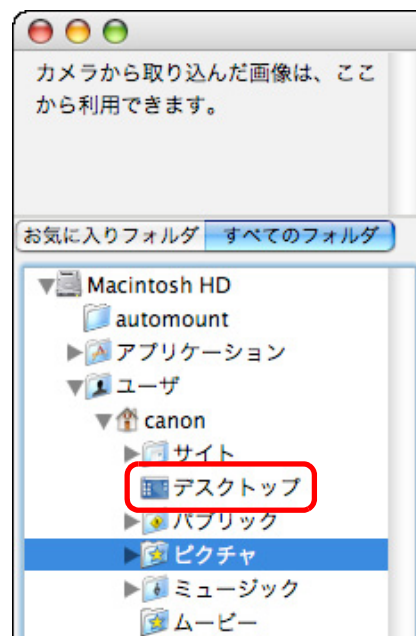 カメラから取り込んだ画像は、ここ
から利用できます。
お気に入りフォルダ すべてのフォルダ
Macintosh HD
automount
アプリケーション
ユーザ
canon
サイト
デスクトップ
パブリック
ピクチャ
ミュージック
ムービー